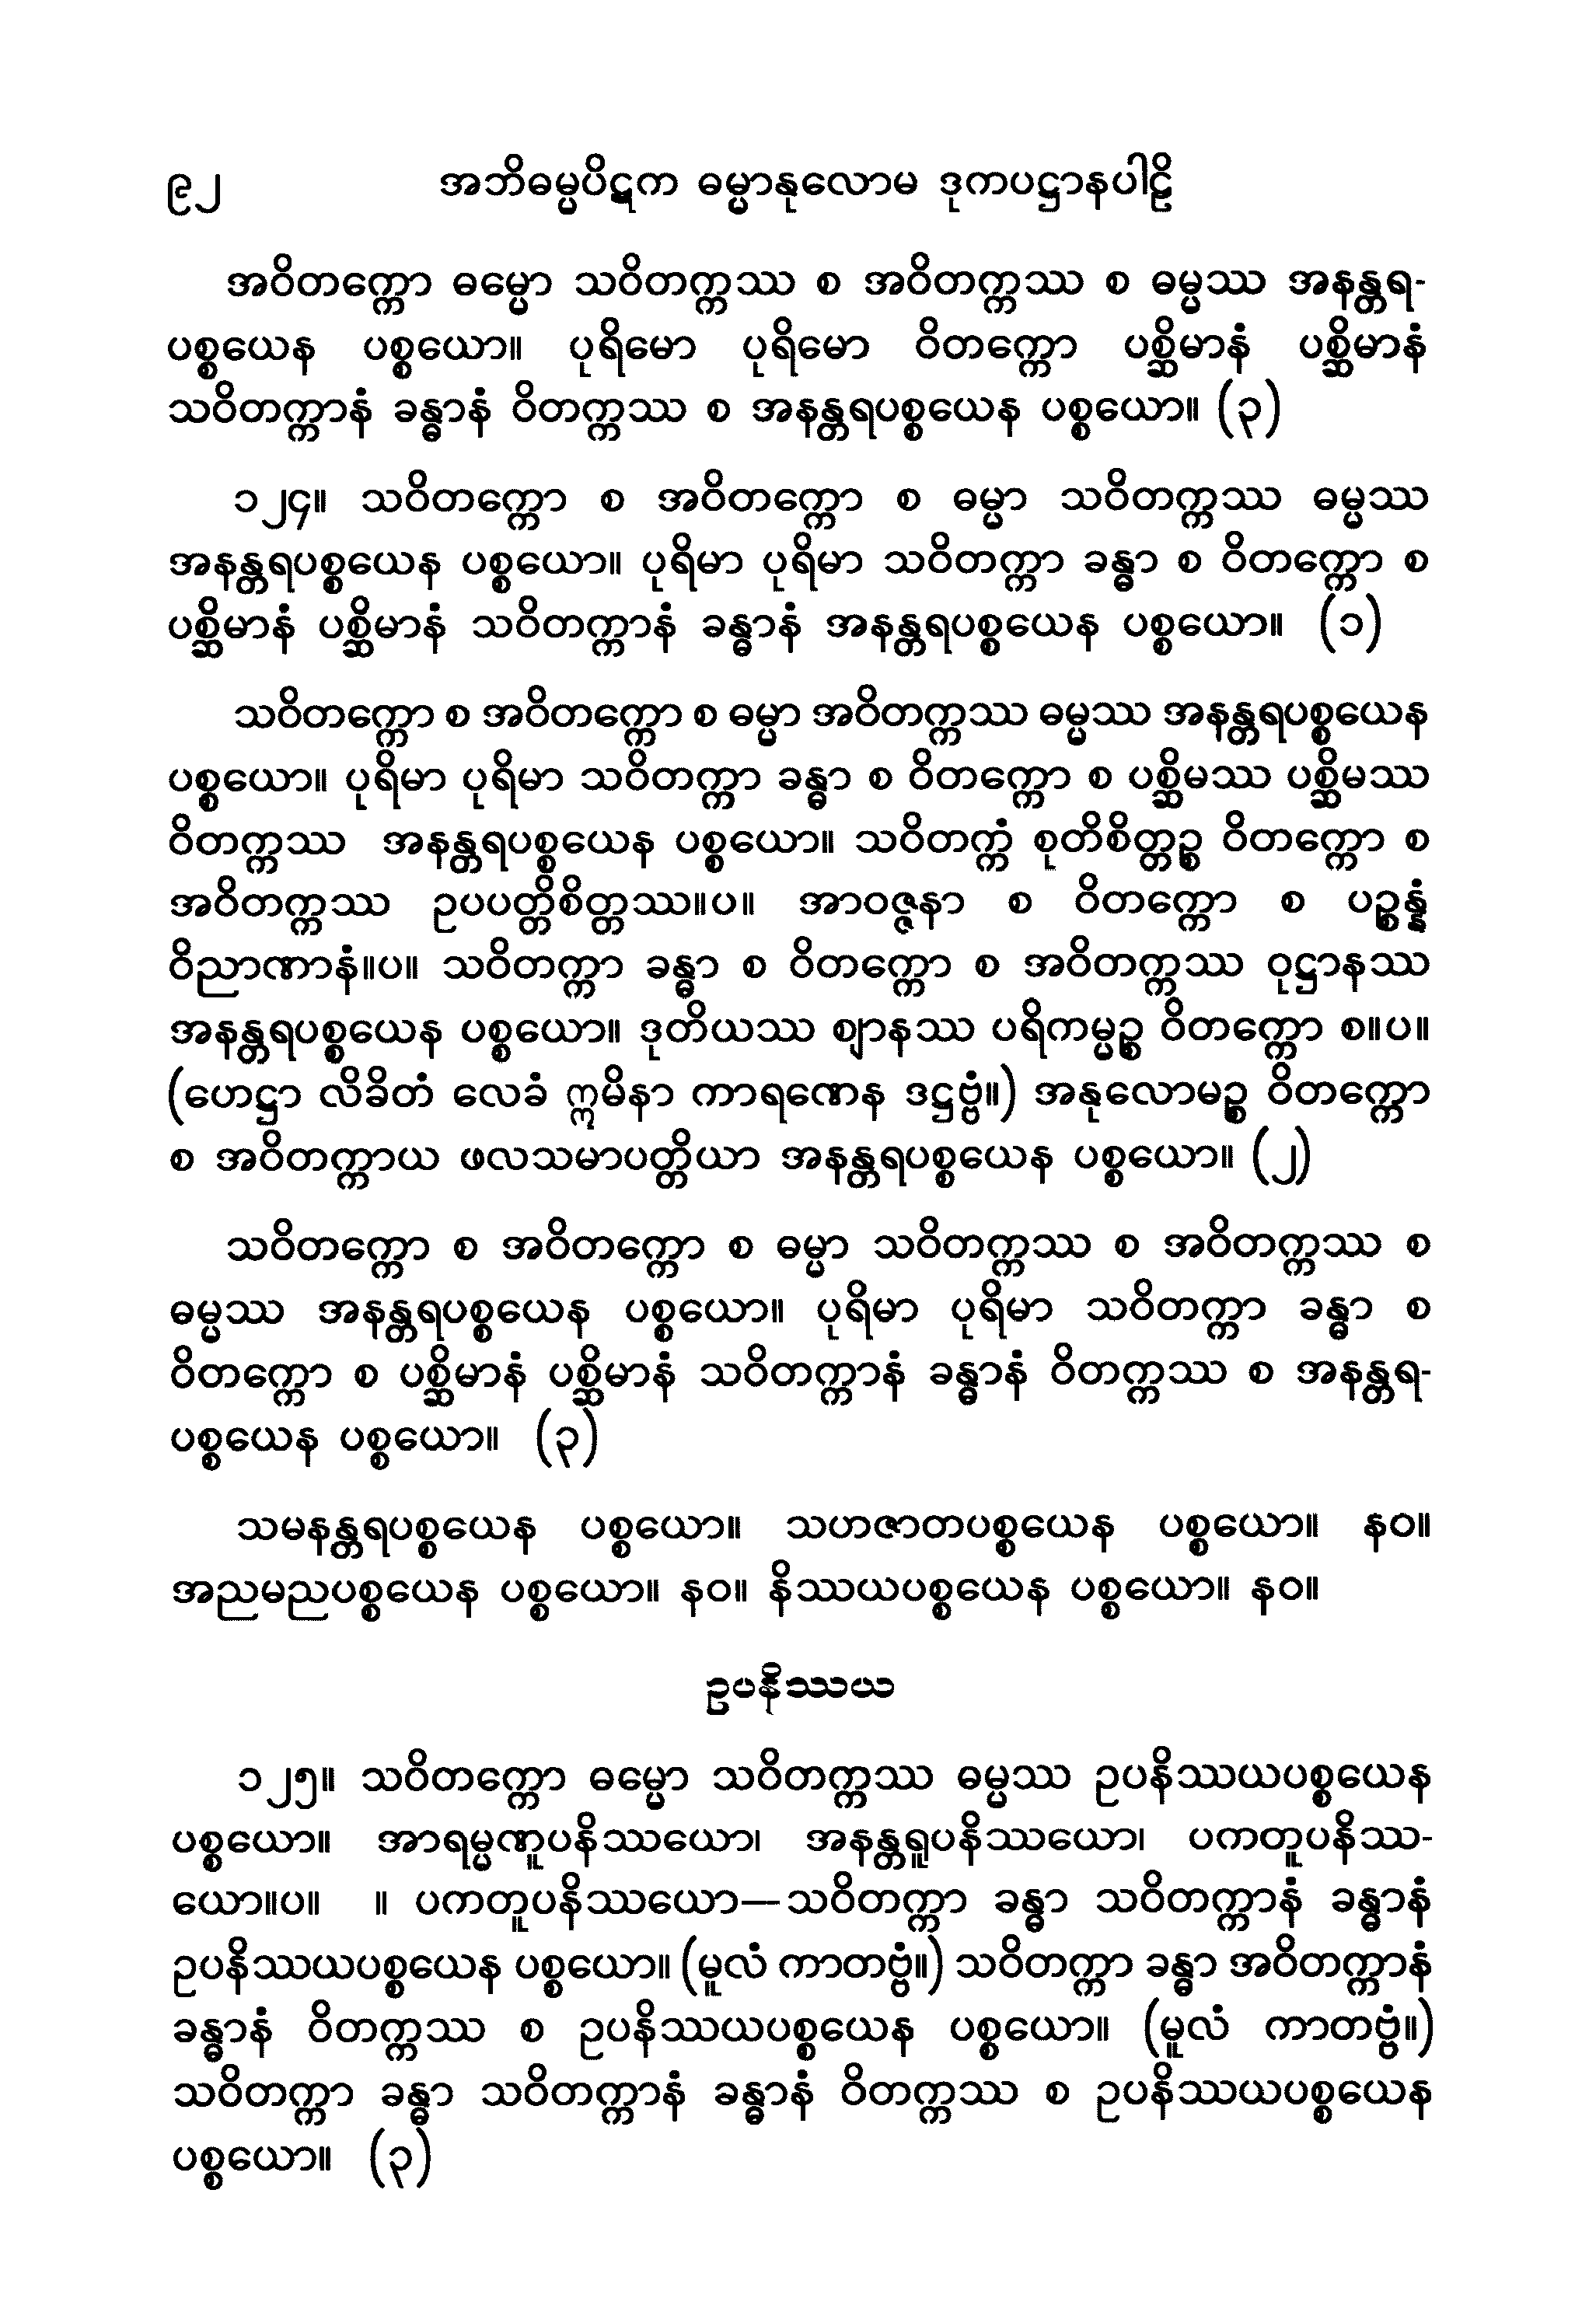 ၉၂ အဘိဓမ္မပိဋက ဓမ္မာနုလောမ ဒုကပဋ္ဌာနပါဠိ
အဝိတက္ကော ဓမ္မော သဝိတက္ကဿ စ အဝိတက္ကဿ စ ဓမ္မဿ အနန္တရ-
ပစ္စယေန ပစ္စယော။ ပုရိမော ပုရိမော ဝိတက္ကော ပစ္ဆိမာနံ ပစ္ဆိမာနံ
သဝိတက္ကာနံ ခန္ဓာနံ ဝိတက္ကဿ စ အနန္တရပစ္စယေန ပစ္စယော။ (၃)
၁၂၄။ သဝိတက္ကော စ အဝိတက္ကော စ ဓမ္မာ သဝိတက္ကဿ ဓမ္မဿ
အနန္တရပစ္စယေန ပစ္စယော။ ပုရိမာ ပုရိမာ သဝိတက္ကာ ခန္ဓာ စ ဝိတက္ကော စ
ပစ္ဆိမာနံ ပစ္ဆိမာနံ သဝိတက္ကာနံ ခန္ဓာနံ အနန္တရပစ္စယေန ပစ္စယော။ (၁)
သဝိတက္ကော စ အဝိတက္ကော စ ဓမ္မာ အဝိတက္ကဿ ဓမ္မဿ အနန္တရပစ္စယေန
ပစ္စယော။ ပုရိမာ ပုရိမာ သဝိတက္ကာ ခန္ဓာ စ ဝိတက္ကော စ ပစ္ဆိမဿ ပစ္ဆိမဿ
ဝိတက္ကဿ အနန္တရပစ္စယေန ပစ္စယော။ သဝိတက္ကံ စုတိစိတ္တဉ္စ ဝိတက္ကော စ
အဝိတက္ကဿ ဥပပတ္တိစိတ္တဿ။ပ။ အာဝဇ္ဇနာ စ ဝိတက္ကော စ ပဉ္စန္နံ
ဝိညာဏာနံ။ပ။ သဝိတက္ကာ ခန္ဓာ စ ဝိတက္ကော စ အဝိတက္ကဿ ဝုဋ္ဌာနဿ
အနန္တရပစ္စယေန ပစ္စယော။ ဒုတိယဿ ဈာနဿ ပရိကမ္မဉ္စ ဝိတက္ကော စ။ပ။
(ဟေဋ္ဌာ လိခိတံ လေခံ ဣမိနာ ကာရဏေန ဒဋ္ဌဗ္ဗံ။) အနုလောမဉ္စ ဝိတက္ကော
စ အဝိတက္ကာယ ဖလသမာပတ္တိယာ အနန္တရပစ္စယေန ပစ္စယော။ (၂)
သဝိတက္ကော စ အဝိတက္ကော စ ဓမ္မာ သဝိတက္ကဿ စ အဝိတက္ကဿ စ
ဓမ္မဿ အနန္တရပစ္စယေန ပစ္စယော။ ပုရိမာ ပုရိမာ သဝိတက္ကာ ခန္ဓာ စ
ဝိတက္ကော စ ပစ္ဆိမာနံ ပစ္ဆိမာနံ သဝိတက္ကာနံ ခန္ဓာနံ ဝိတက္ကဿ စ အနန္တရ-
ပစ္စယေန ပစ္စယော။ (၃)
သမနန္တရပစ္စယေန ပစ္စယော။ သဟဇာတပစ္စယေန ပစ္စယော။ နဝ။
အညမညပစ္စယေန ပစ္စယော။ နဝ။ နိဿယပစ္စယေန ပစ္စယော။ နဝ။
ဥပနိဿယ
၁၂၅။ သဝိတက္ကော ဓမ္မော သဝိတက္ကဿ ဓမ္မဿ ဥပနိဿယပစ္စယေန
ပစ္စယော။ အာရမ္မဏူပနိဿယော၊ အနန္တရူပနိဿယော၊ ပကတူပနိဿ-
ယော။ပ။ ။ ပကတူပနိဿယော—သဝိတက္ကာ ခန္ဓာ သဝိတက္ကာနံ ခန္ဓာနံ
ဥပနိဿယပစ္စယေန ပစ္စယော။ (မူလံ ကာတဗ္ဗံ။) သဝိတက္ကာ ခန္ဓာ အဝိတက္ကာနံ
ခန္ဓာနံ ဝိတက္ကဿ စ ဥပနိဿယပစ္စယေန ပစ္စယော။ (မူလံ ကာတဗ္ဗံ။)
သဝိတက္ကာ ခန္ဓာ သဝိတက္ကာနံ ခန္ဓာနံ ဝိတက္ကဿ စ ဥပနိဿယပစ္စယေန
ပစ္စယော။ (၃)